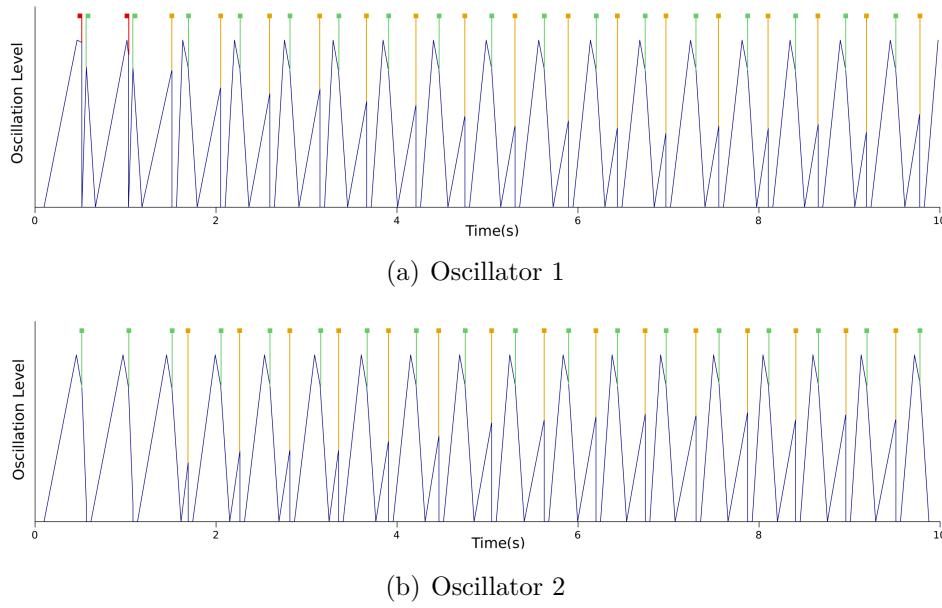 Oscillation Level
0 2 4 6 8 10
Time(s)
(a) Oscillator 1
Oscillation Level
0 2 4 6 8 10
Time(s)
(b) Oscillator 2